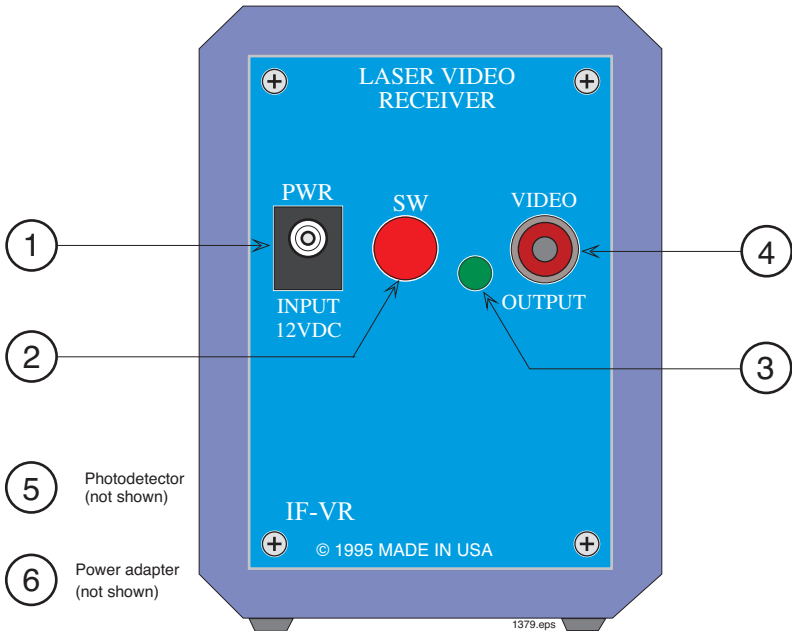 LASER VIDEO
RECEIVER
PWR
SW
VIDEO
1
4
INPUT
12VDC
OUTPUT
2
3
5
Photodetector
(not shown)
IF-VR
© 1995 MADE IN USA
6
Power adapter
(not shown)
1379.eps